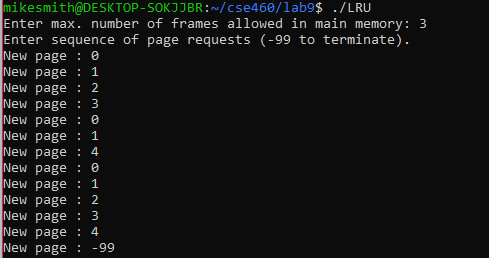 mikesmith@DESKTOP-SOKJJBR:~/cse460/lab9$ ./LRU
Enter max. number of frames allowed in main memory: 3
Enter sequence of page requests (-99 to terminate).
New page : 0
New page : 1
New page : 2
New page : 3
New page : 0
New page : 1
New page : 4
New page : 0
New page : 1
New page : 2
New page : 3
New page : 4
New page : -99